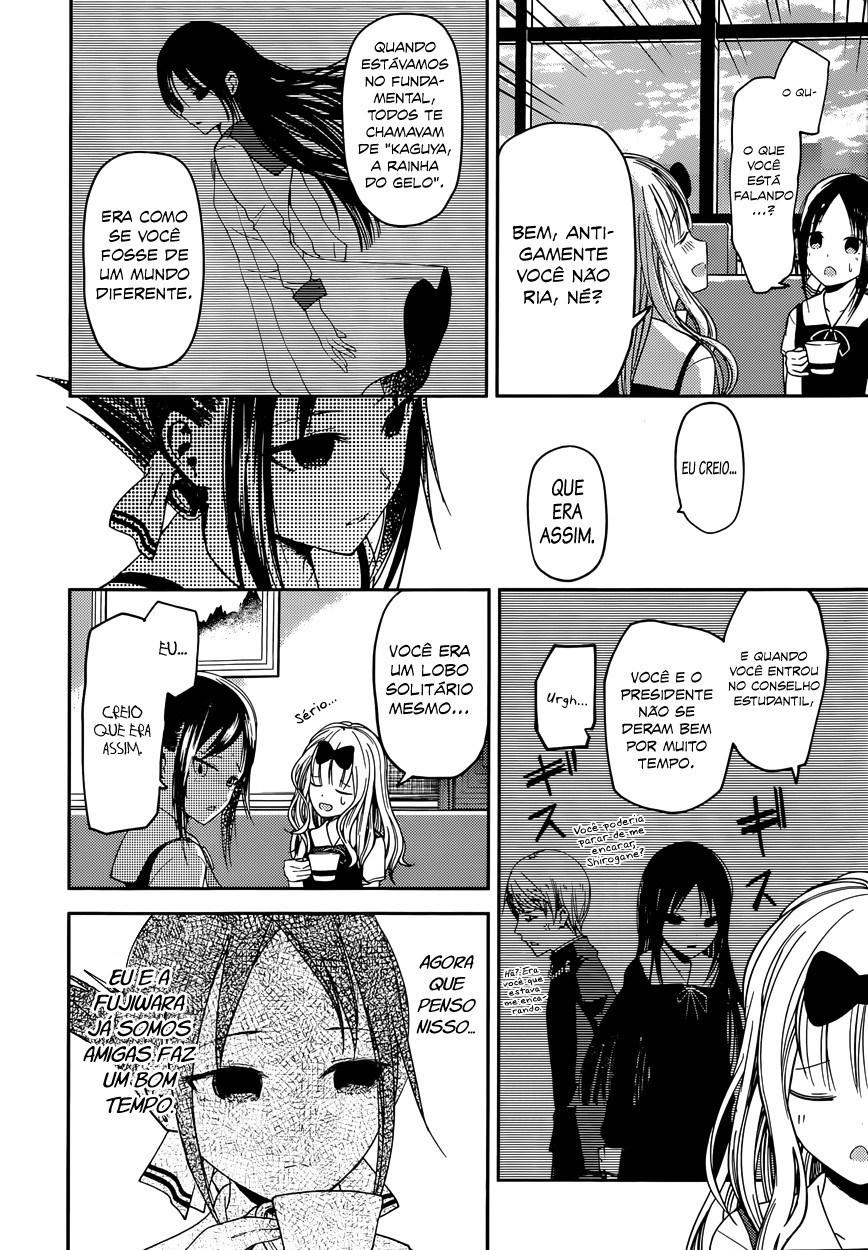 O QU-
O QUE
VOCÊ
ESTÁ
FALANDO
...?
BEM, ANTI-
GAMENTE
VOCÊ NÃO
RIA, NÉ?
QUANDO
ESTÁVAMOS
NO FUNDA-
MENTAL,
TODOS TE
CHAMAVAM
DE "KAGUYA,
A RAINHA
DO GELO".
ERA COMO
SE VOCÊ
FOSSE DE
DE UM MUNDO
DIFERENTE.
EU CREIO...
QUE
ERA
ASSIM.
E QUANDO
VOCÊ ENTROU
NO CONSELHO
ESTUDANTIL,
VOCÊ E O
PRESIDENTE
NÃO SE
DERAM BEM
POR MUITO
TEMPO.
Urgh...
ギス
ギス
Você poderia
parar de me
encarar,
Shirogane?
Hã? Era
você que
estava
me enca-
rando.
VOCÊ ERA
UM LOBO
SOLITÁRIO
MESMO...
Sério...
EU...
CREIO
QUE ERA
ASSIM.
AGORA
QUE
PENSO
NISSO...
EU E A
FUJIWARA
JÁ SOMOS
AMIGAS FAZ
UM BOM
TEMPO.